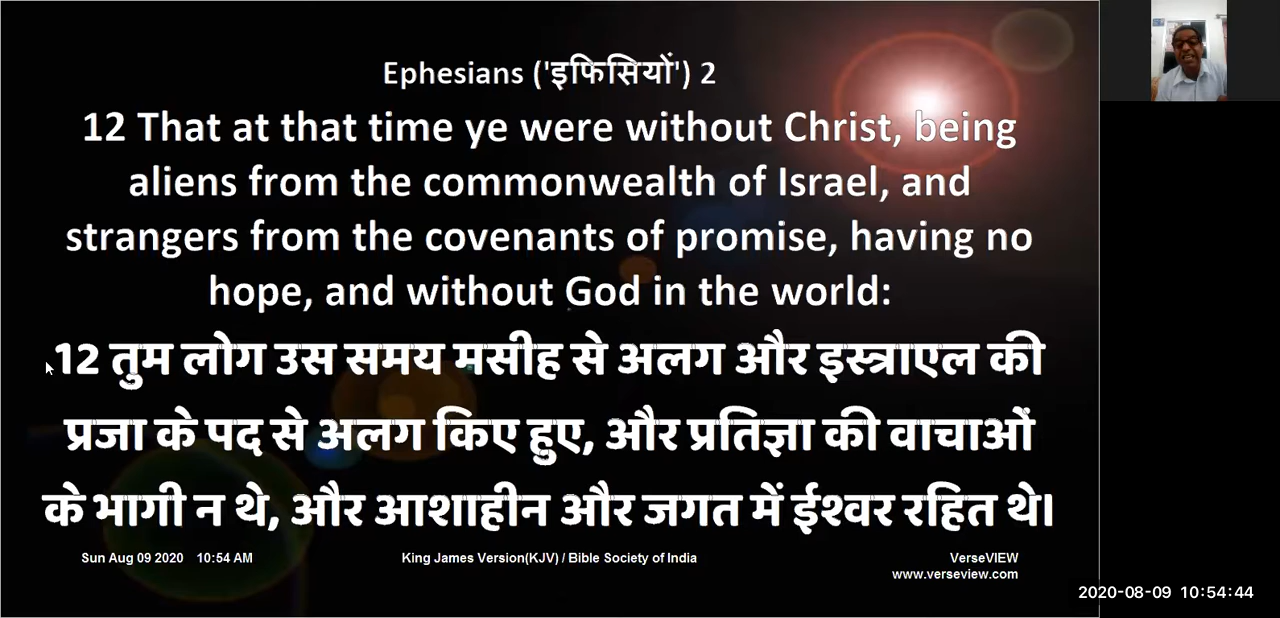 Ephesians ('इफिसियों') 2
12 That at that time ye were without Christ, being
aliens from the commonwealth of Israel, and
strangers from the covenants of promise, having no
hope, and without God in the world:
12 तुम लोग उस समय मसीह से अलग और इस्त्राएल की
प्रजा के पद से अलग किए हुए, और प्रतिज्ञा की वाचाओं
के भागी न थे, और आशाहीन और जगत में ईश्वर रहित थे।
Sun Aug 09 2020 10:54 AM
King James Version(KJV) / Bible Society of India
VerseVIEW
www.verseview.com
2020-08-09 10:54:44